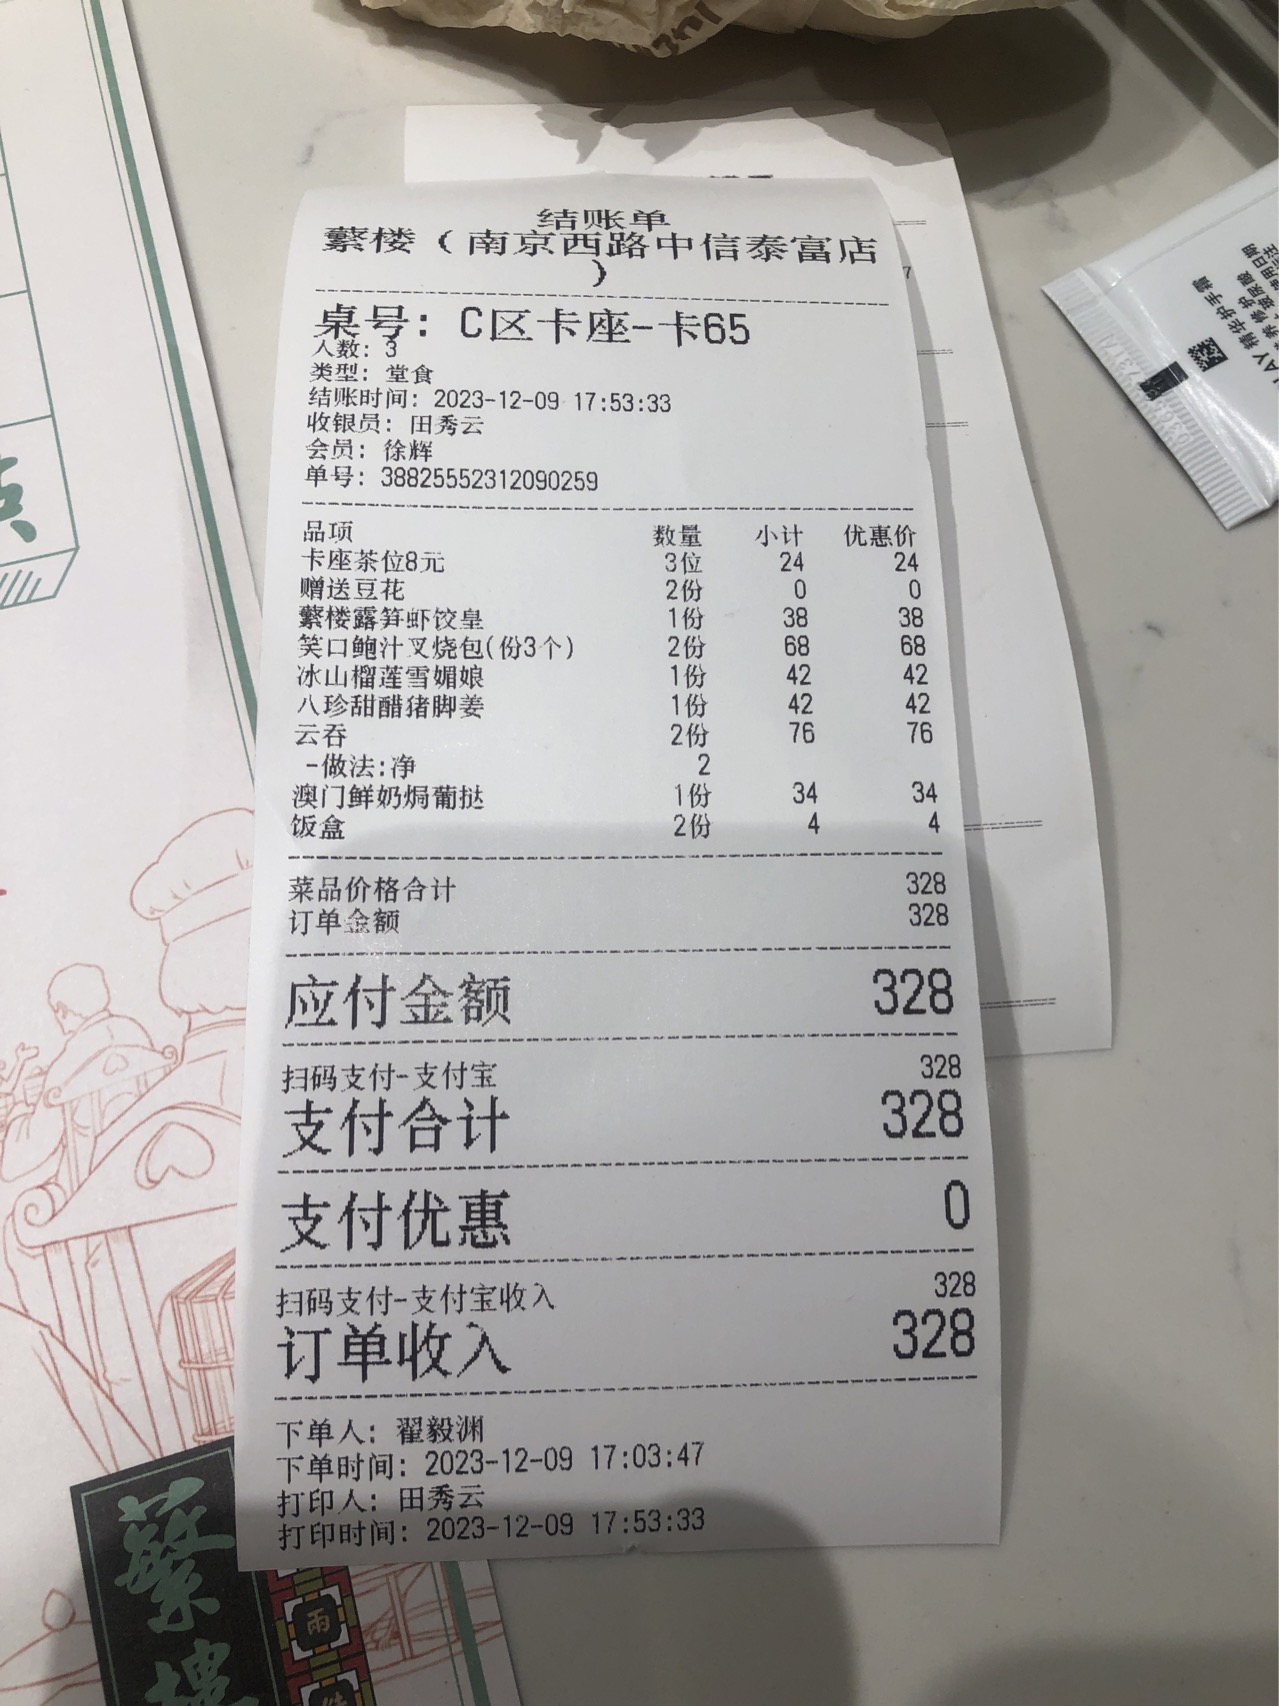 结账单
蘩楼（南京西路中信泰富店
）
桌号：C区卡座-卡65
人数：3
类型：堂食
结账时间：2023-12-09 17:53:33
收银员：田秀云
会员：徐辉
单号：388255552312090259
品项 数量 小计 优惠价
卡座茶位8元 3位 24 24
赠送豆花 2份 0 0
蘩楼露笋虾饺皇 1份 38 38
笑口鲍汁叉烧包(份3个) 2份 68 68
冰山榴莲雪媚娘 1份 42 42
八珍甜醋猪脚姜 1份 42 42
云吞 2份 76 76
-做法:净 2
澳门鲜奶焗葡挞 1份 34 34
饭盒 2份 4 4
菜品价格合计 328
订单金额 328
应付金额 328
扫码支付-支付宝 328
支付合计 328
支付优惠 0
扫码支付-支付宝收入 328
订单收入 328
下单人：翟毅渊
下单时间：2023-12-09 17:03:47
打印人：田秀云
打印时间：2023-12-09 17:53:33
蘩樓
7
精华护手霜